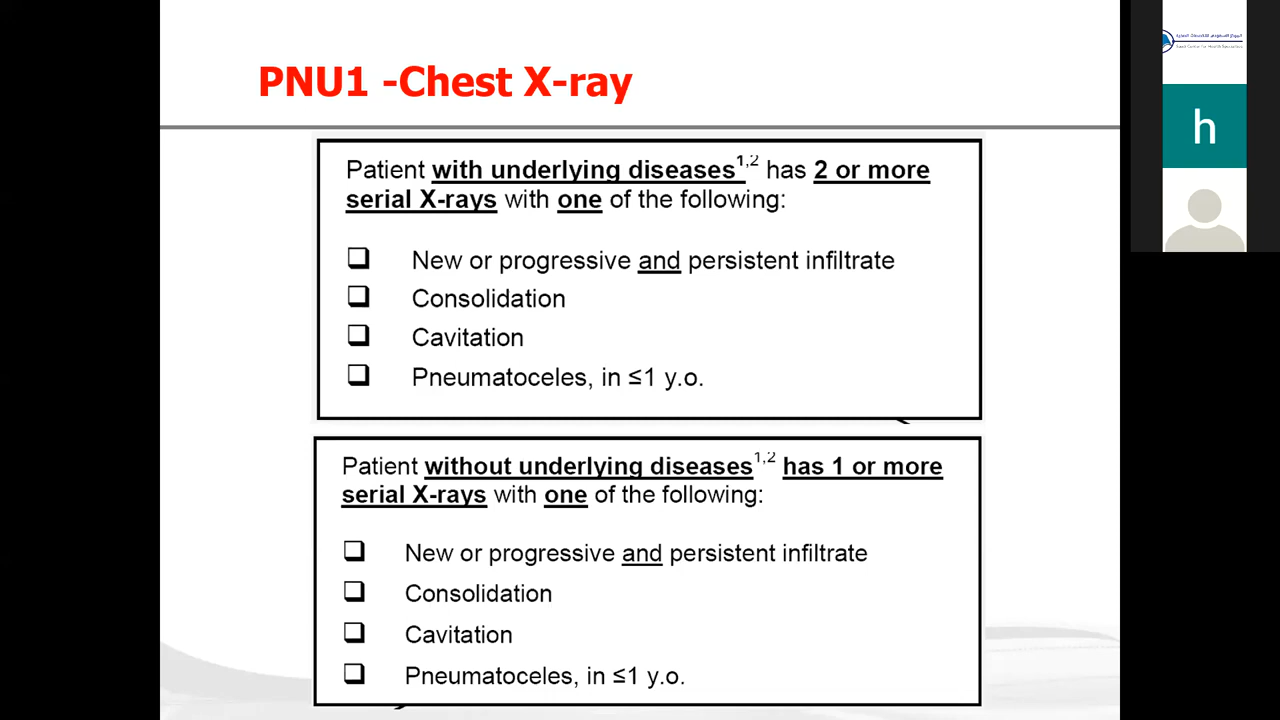 PNU1 -Chest X-ray
Patient with underlying diseases1,2 has 2 or more
serial X-rays with one of the following:
❑ New or progressive and persistent infiltrate
❑ Consolidation
❑ Cavitation
❑ Pneumatoceles, in ≤1 y.o.
Patient without underlying diseases1,2 has 1 or more
serial X-rays with one of the following:
❑ New or progressive and persistent infiltrate
❑ Consolidation
❑ Cavitation
❑ Pneumatoceles, in ≤1 y.o.
h